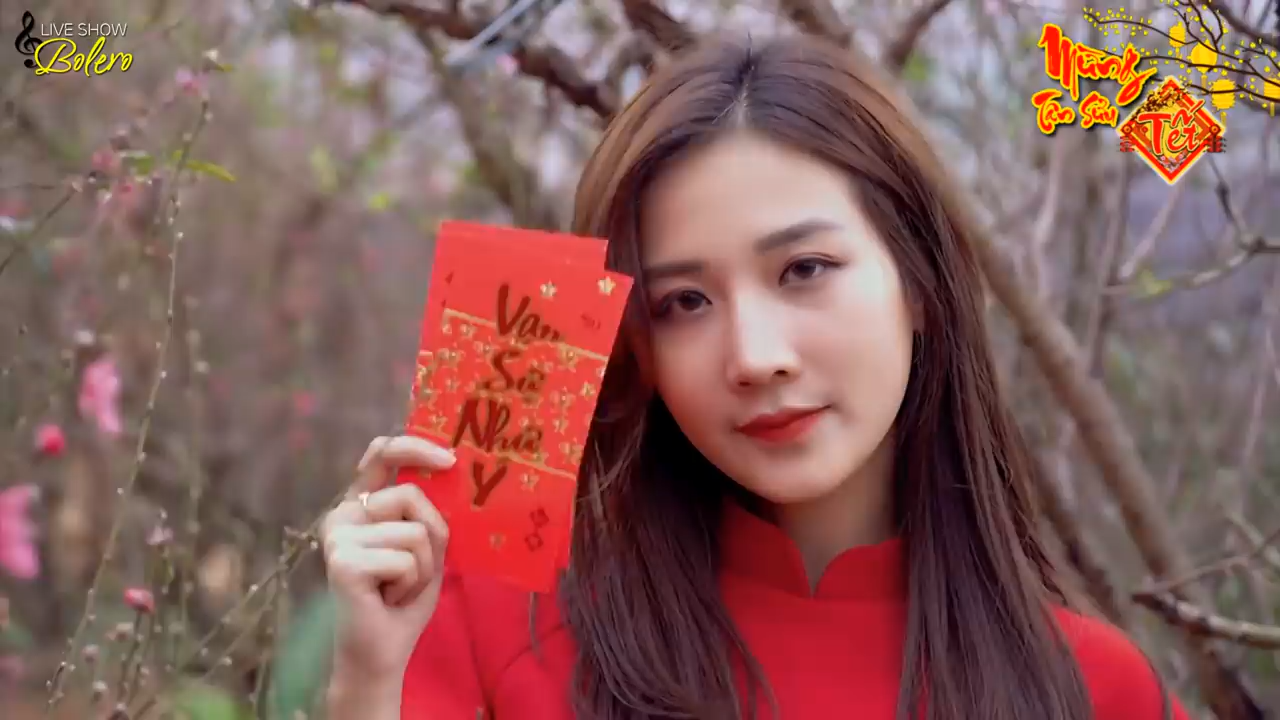 LIVE SHOW
Bolero
Mừng
Tân Sửu
Tết
Vạn
Sự
Như
Ý